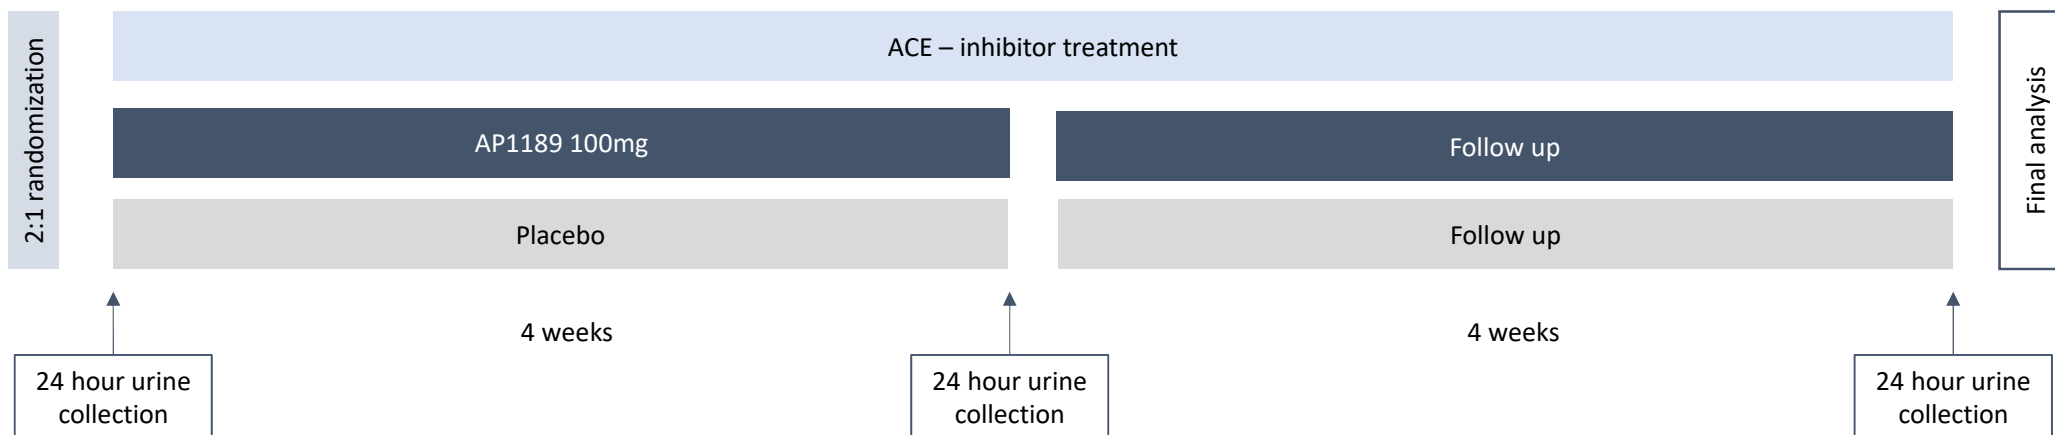 2:1 randomization
ACE – inhibitor treatment
AP1189 100mg
Follow up
Placebo
Follow up
Final analysis
4 weeks
4 weeks
24 hour urine
collection
24 hour urine
collection
24 hour urine
collection